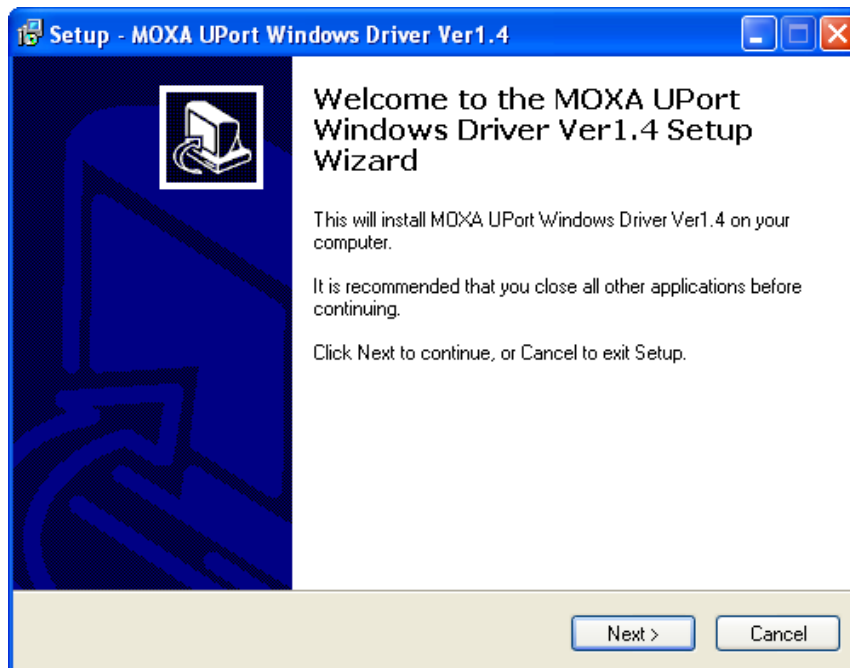 Setup - MOXA UPort Windows Driver Ver1.4
Welcome to the MOXA UPort
Windows Driver Ver1.4 Setup
Wizard
This will install MOXA UPort Windows Driver Ver1.4 on your
computer.
It is recommended that you close all other applications before
continuing.
Click Next to continue, or Cancel to exit Setup.
Next >
Cancel